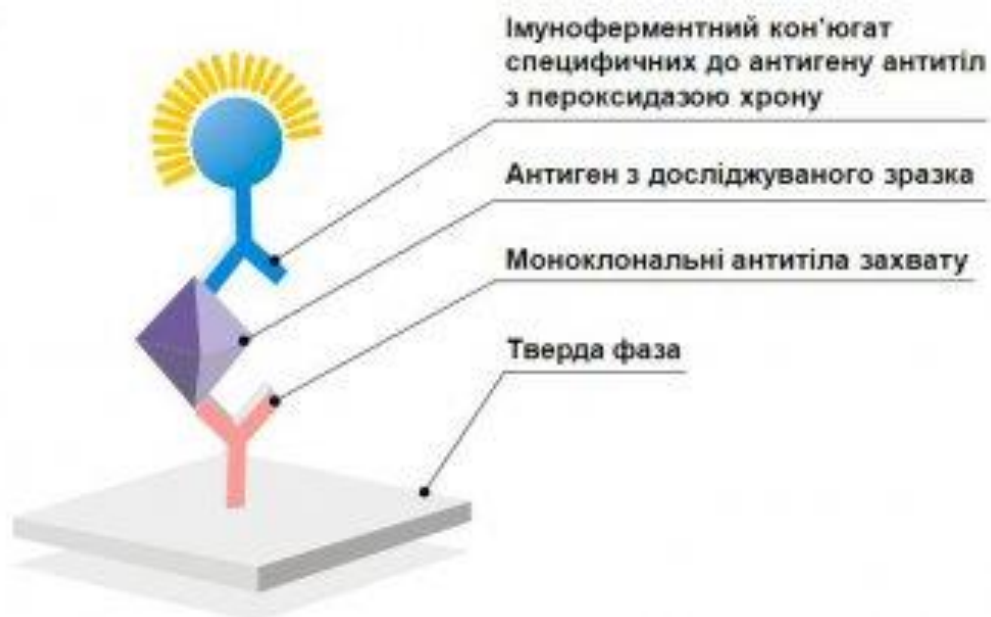 Імуноферментний кон'югат
специфичних до антигену антитіл
з пероксидазою хрону
Антиген з досліджуваного зразка
Моноклональні антитіла захвату
Тверда фаза